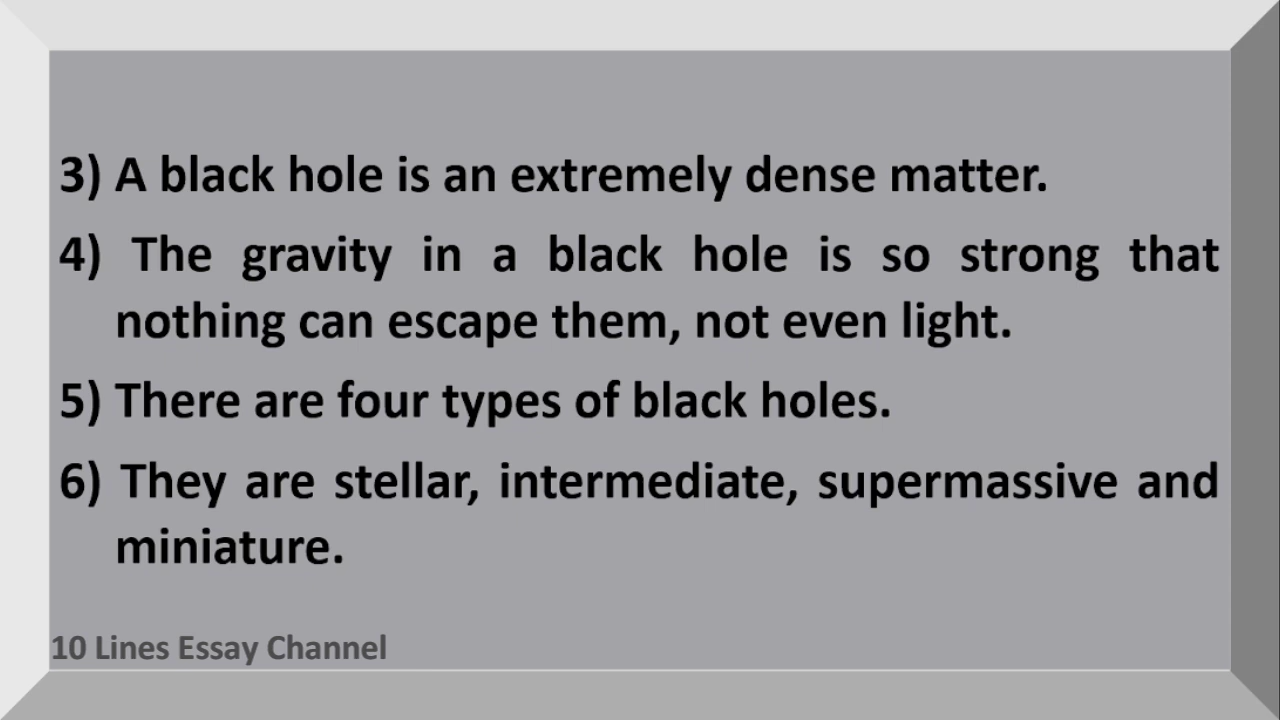 3) A black hole is an extremely dense matter.
4) The gravity in a black hole is so strong that
nothing can escape them, not even light.
5) There are four types of black holes.
6) They are stellar, intermediate, supermassive and
miniature.
10 Lines Essay Channel